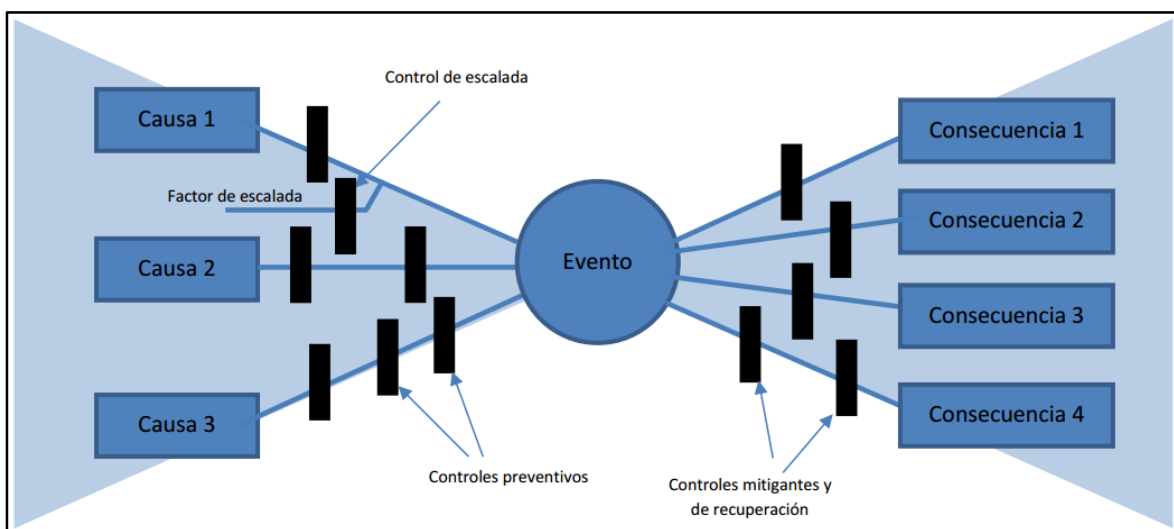 Control de escalada
Causa 1
Consecuencia 1
Factor de escalada
Consecuencia 2
Causa 2
Evento
Consecuencia 3
Causa 3
Consecuencia 4
Controles preventivos
Controles mitigantes y
de recuperación